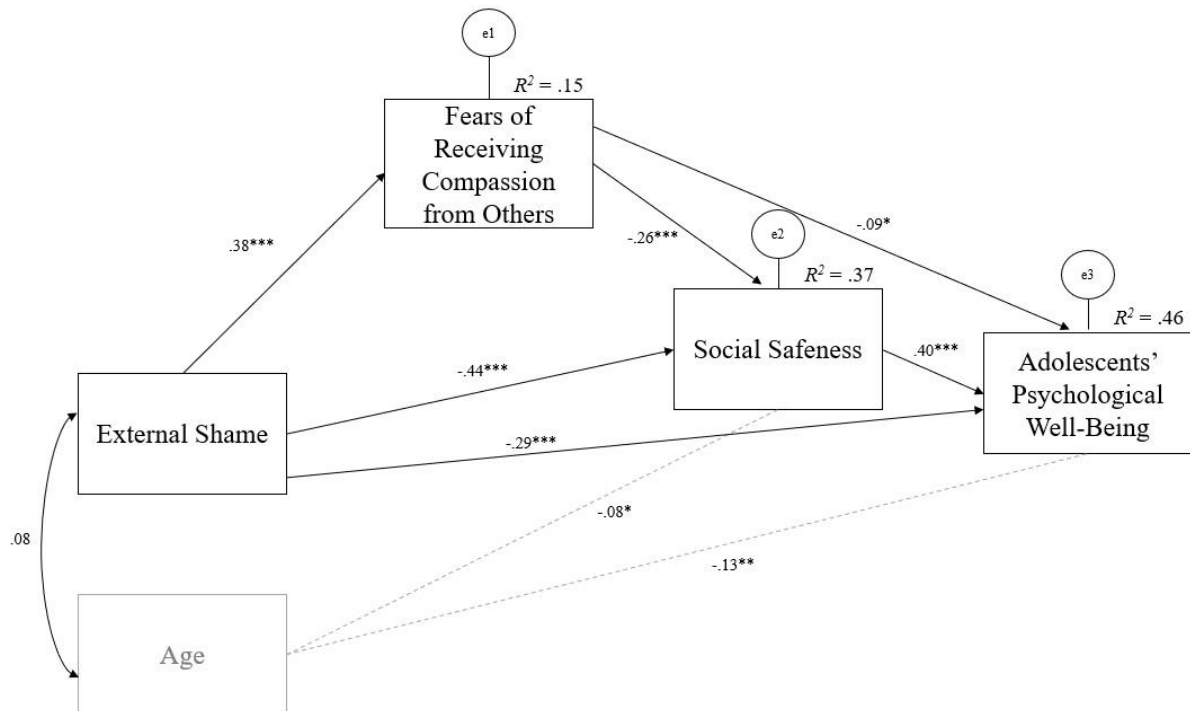 e1
R² = .15
Fears of
Receiving
Compassion
from Others
.38***
-.26***
-.09*
e2
R² = .37
e3
R² = .46
Social Safeness
.40***
Adolescents’
Psychological
Well-Being
-.44***
External Shame
-.29***
-.08*
.08
-.13**
Age